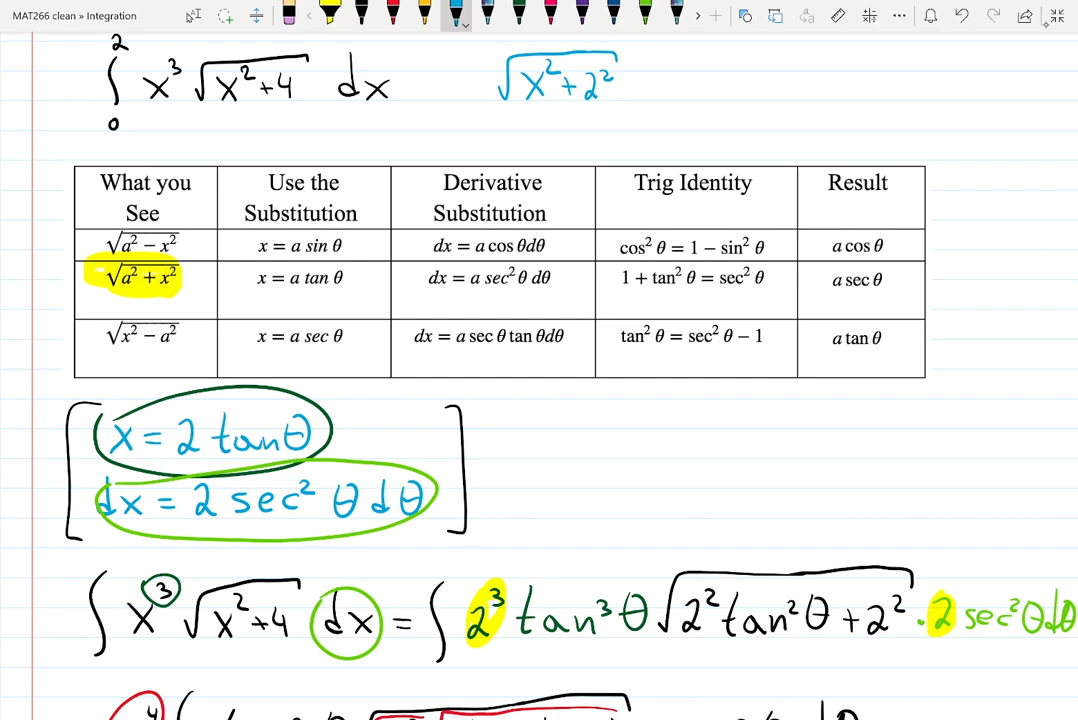 MAT266 clean » Integration
∫₀² x³ √(x²+4) dx √(x²+2²)
What you See | Use the Substitution | Derivative Substitution | Trig Identity | Result
√(a² − x²) | x = a sin θ | dx = a cos θdθ | cos² θ = 1 − sin² θ | a cos θ
√(a² + x²) | x = a tan θ | dx = a sec² θ dθ | 1 + tan² θ = sec² θ | a sec θ
√(x² − a²) | x = a sec θ | dx = a sec θ tan θdθ | tan² θ = sec² θ − 1 | a tan θ
x = 2 tanθ
dx = 2 sec² θ dθ
∫ x³ √(x²+4) dx = ∫ 2³ tan³ θ √(2² tan² θ + 2²) · 2 sec² θ dθ